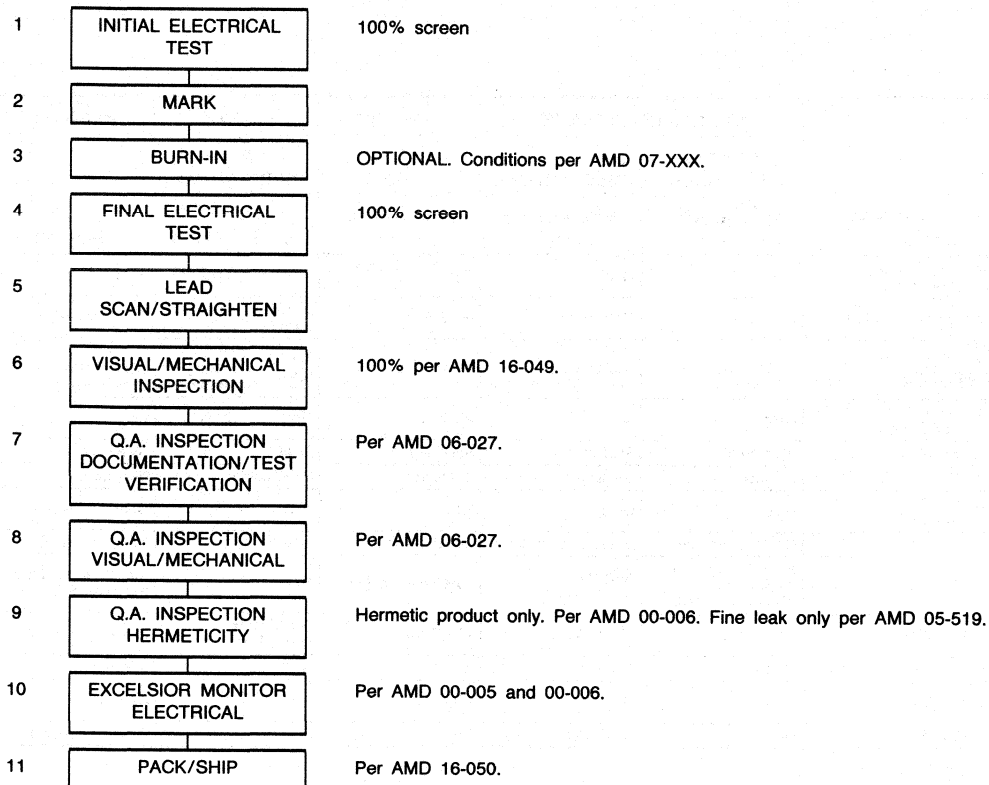 1 INITIAL ELECTRICAL 100% screen
TEST
2 MARK
3 BURN-IN OPTIONAL. Conditions per AMD 07-XXX.
4 FINAL ELECTRICAL 100% screen
TEST
5 LEAD
SCAN/STRAIGHTEN
6 VISUAL/MECHANICAL 100% per AMD 16-049.
INSPECTION
7 Q.A. INSPECTION Per AMD 06-027.
DOCUMENTATION/TEST
VERIFICATION
8 Q.A. INSPECTION Per AMD 06-027.
VISUAL/MECHANICAL
9 Q.A. INSPECTION Hermetic product only. Per AMD 00-006. Fine leak only per AMD 05-519.
HERMETICITY
10 EXCELSIOR MONITOR Per AMD 00-005 and 00-006.
ELECTRICAL
11 PACK/SHIP Per AMD 16-050.